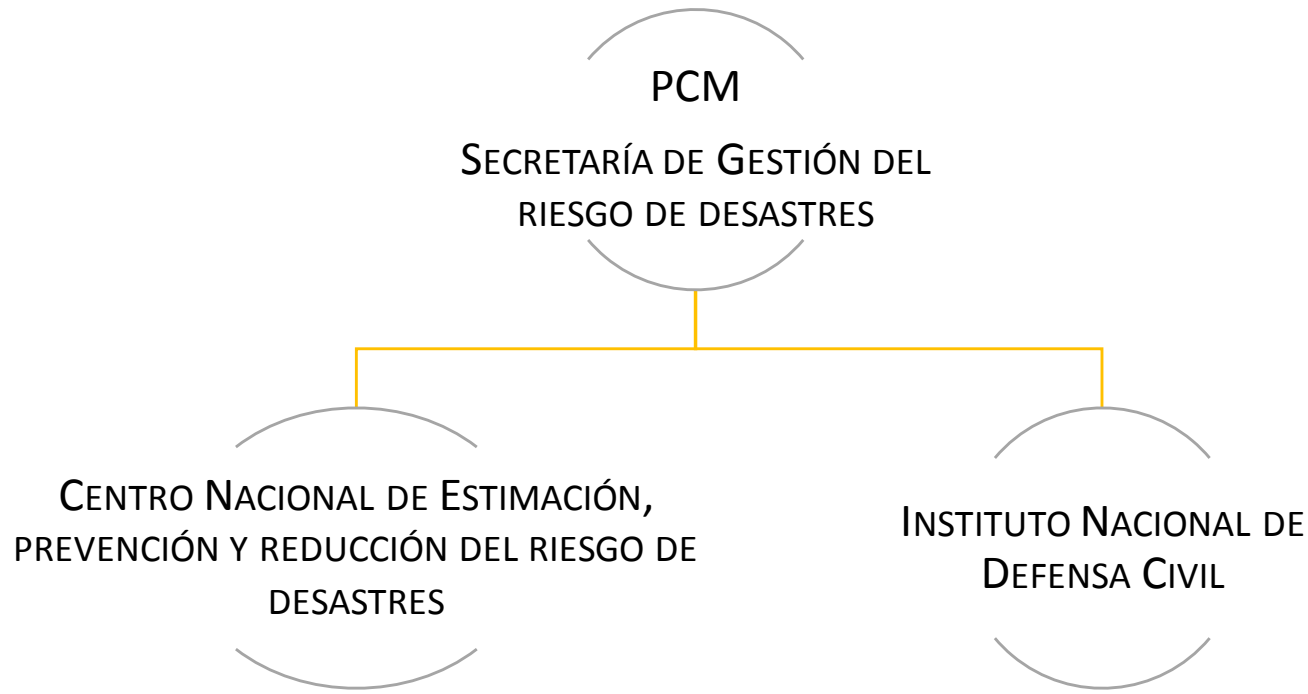 PCM
SECRETARÍA DE GESTIÓN DEL
RIESGO DE DESASTRES
CENTRO NACIONAL DE ESTIMACIÓN,
PREVENCIÓN Y REDUCCIÓN DEL RIESGO DE
DESASTRES
INSTITUTO NACIONAL DE
DEFENSA CIVIL